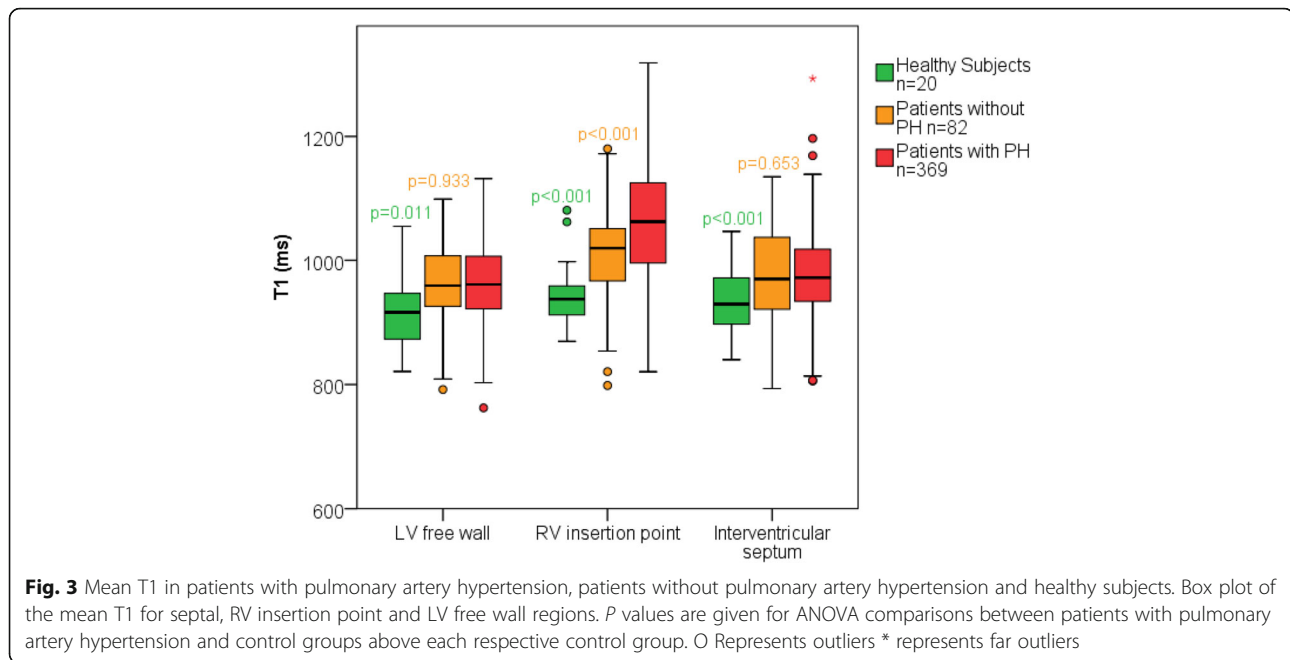 Healthy Subjects
n=20
Patients without
PH n=82
Patients with PH
n=369
T1 (ms)
1200
1000
800
600
p=0.011
p=0.933
p<0.001
p<0.001
p<0.001
p=0.653
*
LV free wall
RV insertion point
Interventricular
septum
Fig. 3 Mean T1 in patients with pulmonary artery hypertension, patients without pulmonary artery hypertension and healthy subjects. Box plot of
the mean T1 for septal, RV insertion point and LV free wall regions. P values are given for ANOVA comparisons between patients with pulmonary
artery hypertension and control groups above each respective control group. O Represents outliers * represents far outliers